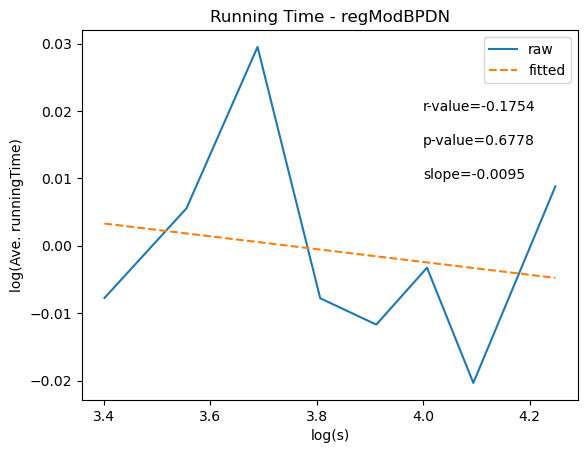 Running Time - regModBPDN
raw
fitted
r-value=-0.1754
p-value=0.6778
slope=-0.0095
log(Ave. runningTime)
0.03
0.02
0.01
0.00
−0.01
−0.02
3.4 3.6 3.8 4.0 4.2
log(s)